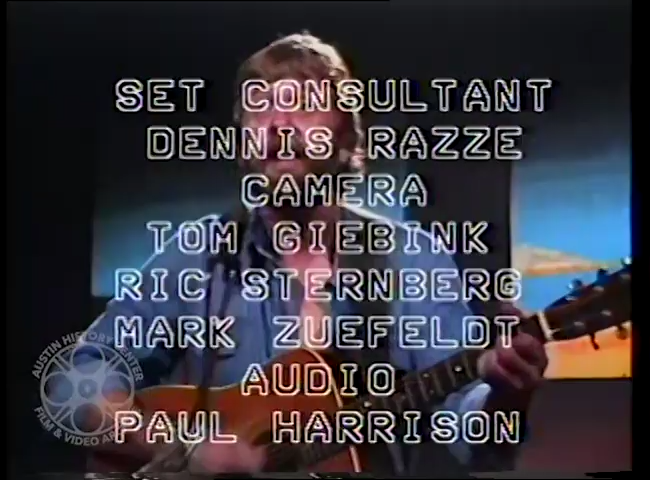 SET CONSULTANT
DENNIS RAZZE
CAMERA
TOM GIEBINK
RIC STERNBERG
MARK ZUEFELDT
AUDIO
PAUL HARRISON
AUSTIN HISTORY CENTER
FILM & VIDEO